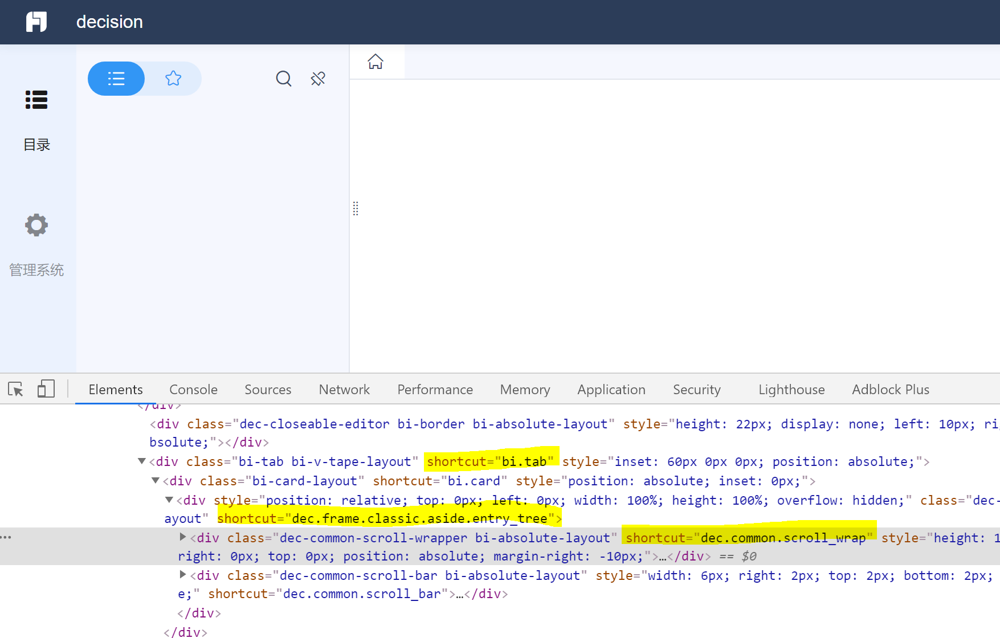 decision
目录
管理系统
Elements Console Sources Network Performance Memory Application Security Lighthouse Adblock Plus
</div>
<div class="dec-closeable-editor bi-border bi-absolute-layout" style="height: 22px; display: none; left: 10px; ri
bsolute;"></div>
<div class="bi-tab bi-v-tape-layout" shortcut="bi.tab" style="inset: 60px 0px 0px; position: absolute;">
<div class="bi-card-layout" shortcut="bi.card" style="position: absolute; inset: 0px;">
<div style="position: relative; top: 0px; left: 0px; width: 100%; height: 100%; overflow: hidden;" class="dec-
ayout" shortcut="dec.frame.classic.aside.entry_tree">
<div class="dec-common-scroll-wrapper bi-absolute-layout" shortcut="dec.common.scroll_wrap" style="height: 1
right: 0px; top: 0px; position: absolute; margin-right: -10px;">…</div> == $0
<div class="dec-common-scroll-bar bi-absolute-layout" style="width: 6px; right: 2px; top: 2px; bottom: 2px;
e;" shortcut="dec.common.scroll_bar">…</div>
</div>
</div>